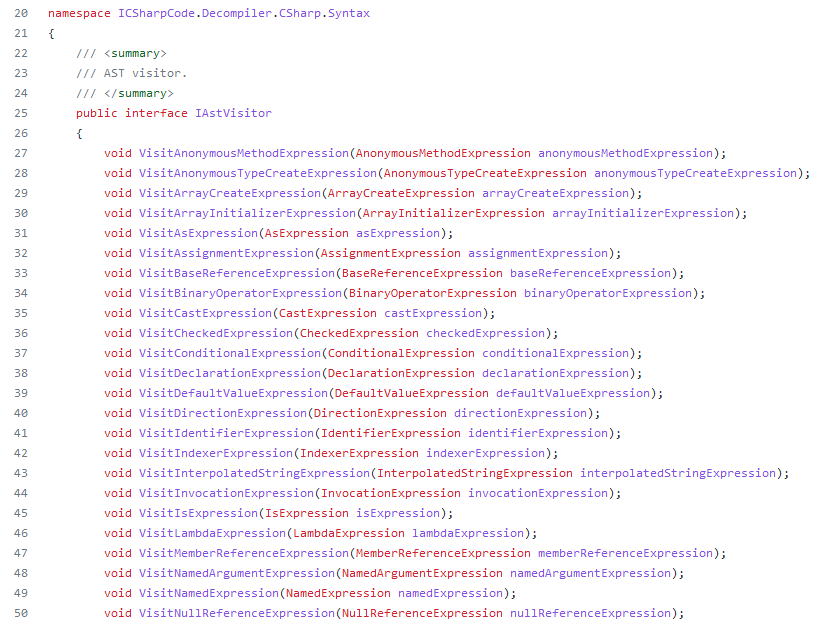 20 namespace ICSharpCode.Decompiler.CSharp.Syntax
21 {
22 /// <summary>
23 /// AST visitor.
24 /// </summary>
25 public interface IAstVisitor
26 {
27 void VisitAnonymousMethodExpression(AnonymousMethodExpression anonymousMethodExpression);
28 void VisitAnonymousTypeCreateExpression(AnonymousTypeCreateExpression anonymousTypeCreateExpression);
29 void VisitArrayCreateExpression(ArrayCreateExpression arrayCreateExpression);
30 void VisitArrayInitializerExpression(ArrayInitializerExpression arrayInitializerExpression);
31 void VisitAsExpression(AsExpression asExpression);
32 void VisitAssignmentExpression(AssignmentExpression assignmentExpression);
33 void VisitBaseReferenceExpression(BaseReferenceExpression baseReferenceExpression);
34 void VisitBinaryOperatorExpression(BinaryOperatorExpression binaryOperatorExpression);
35 void VisitCastExpression(CastExpression castExpression);
36 void VisitCheckedExpression(CheckedExpression checkedExpression);
37 void VisitConditionalExpression(ConditionalExpression conditionalExpression);
38 void VisitDeclarationExpression(DeclarationExpression declarationExpression);
39 void VisitDefaultValueExpression(DefaultValueExpression defaultValueExpression);
40 void VisitDirectionExpression(DirectionExpression directionExpression);
41 void VisitIdentifierExpression(IdentifierExpression identifierExpression);
42 void VisitIndexerExpression(IndexerExpression indexerExpression);
43 void VisitInterpolatedStringExpression(InterpolatedStringExpression interpolatedStringExpression);
44 void VisitInvocationExpression(InvocationExpression invocationExpression);
45 void VisitIsExpression(IsExpression isExpression);
46 void VisitLambdaExpression(LambdaExpression lambdaExpression);
47 void VisitMemberReferenceExpression(MemberReferenceExpression memberReferenceExpression);
48 void VisitNamedArgumentExpression(NamedArgumentExpression namedArgumentExpression);
49 void VisitNamedExpression(NamedExpression namedExpression);
50 void VisitNullReferenceExpression(NullReferenceExpression nullReferenceExpression);